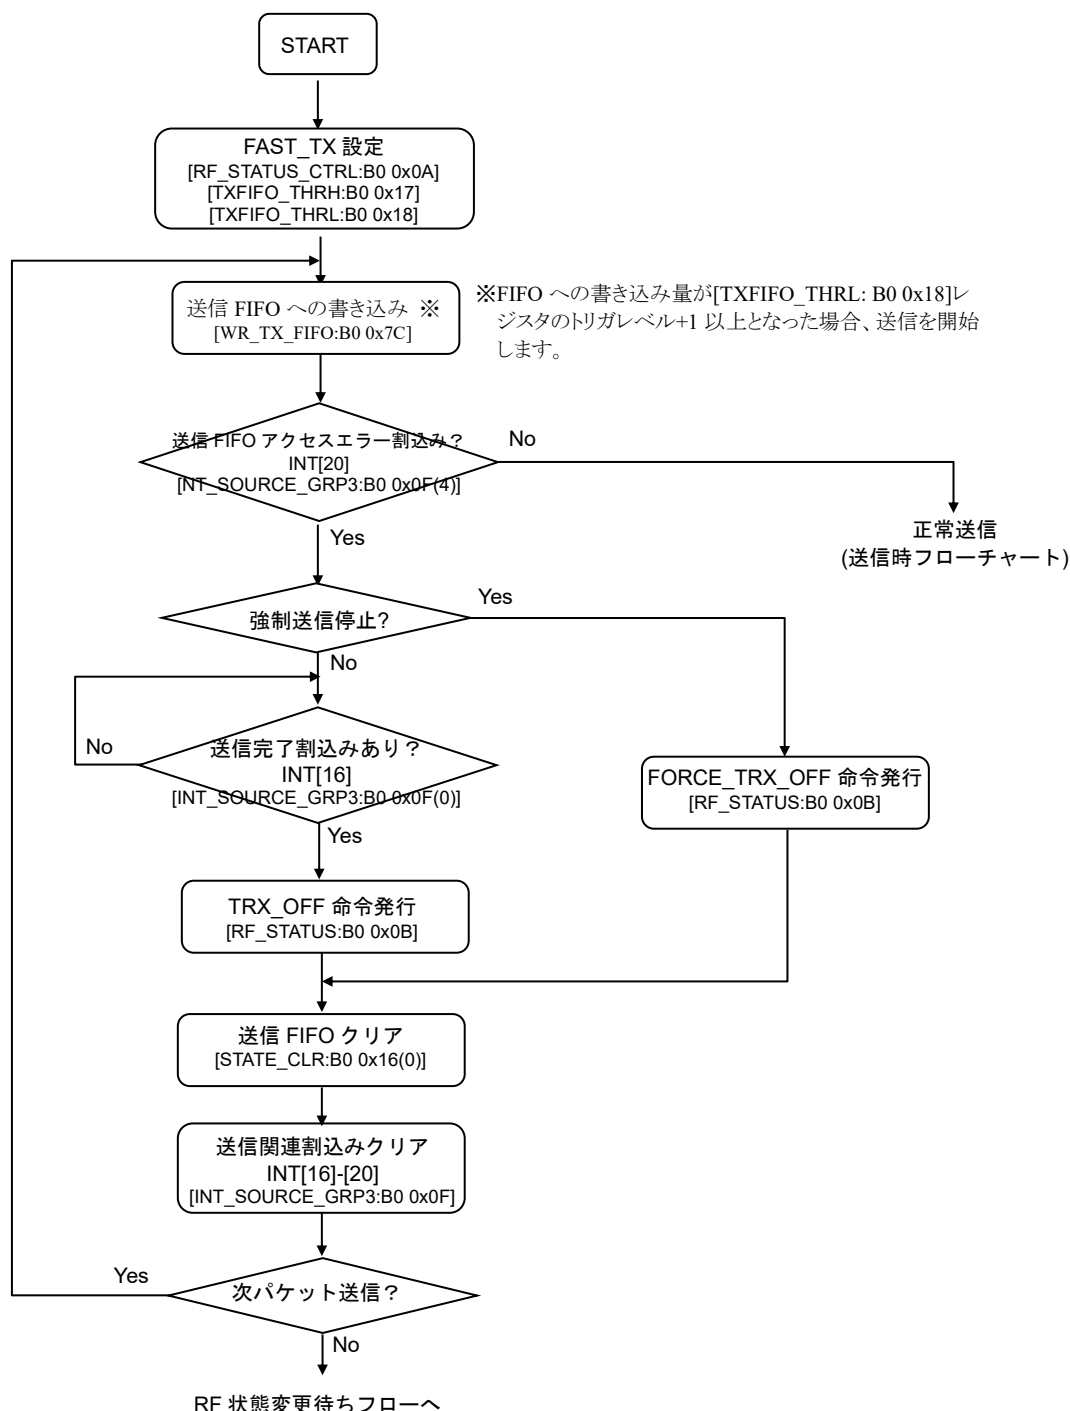 START
FAST_TX 設定
[RF_STATUS_CTRL:B0 0x0A]
[TXFIFO_THRH:B0 0x17]
[TXFIFO_THRL:B0 0x18]
送信 FIFO への書き込み ※
[WR_TX_FIFO:B0 0x7C]
※FIFO への書き込み量が[TXFIFO_THRL: B0 0x18]レ
ジスタのトリガレベル+1 以上となった場合、送信を開始
します。
送信 FIFO アクセスエラー割込み?
INT[20]
[NT_SOURCE_GRP3:B0 0x0F(4)]
No
正常送信
(送信時フローチャート)
Yes
強制送信停止?
Yes
No
送信完了割込みあり?
INT[16]
[INT_SOURCE_GRP3:B0 0x0F(0)]
No
FORCE_TRX_OFF 命令発行
[RF_STATUS:B0 0x0B]
Yes
TRX_OFF 命令発行
[RF_STATUS:B0 0x0B]
送信 FIFO クリア
[STATE_CLR:B0 0x16(0)]
送信関連割込みクリア
INT[16]-[20]
[INT_SOURCE_GRP3:B0 0x0F]
Yes
次パケット送信?
No
RF 状態変更待ちフローへ